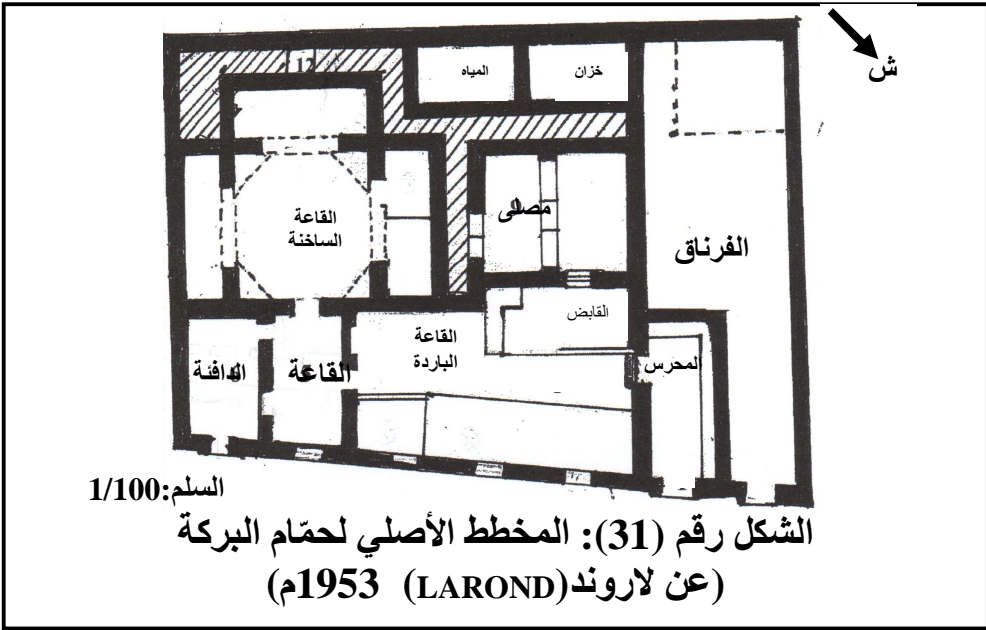 ش
12
المياه
خزان
القاعة
الساخنة
مصلى
الفرناق
القابض
القاعة
الباردة
المحرس
القاعة
الدافئة
السلم:1/100
الشكل رقم (31): المخطط الأصلي لحمّام البركة
(عن لاروند(LAROND) 1953م)